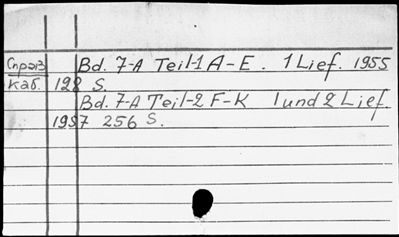 Bd. 7-A Teil-1 A-E. 1 Lief. 1955
Справ
каб. 128 S.
Bd. 7-A Teil-2 F-K 1 und 2 Lief.
1957 256 S.